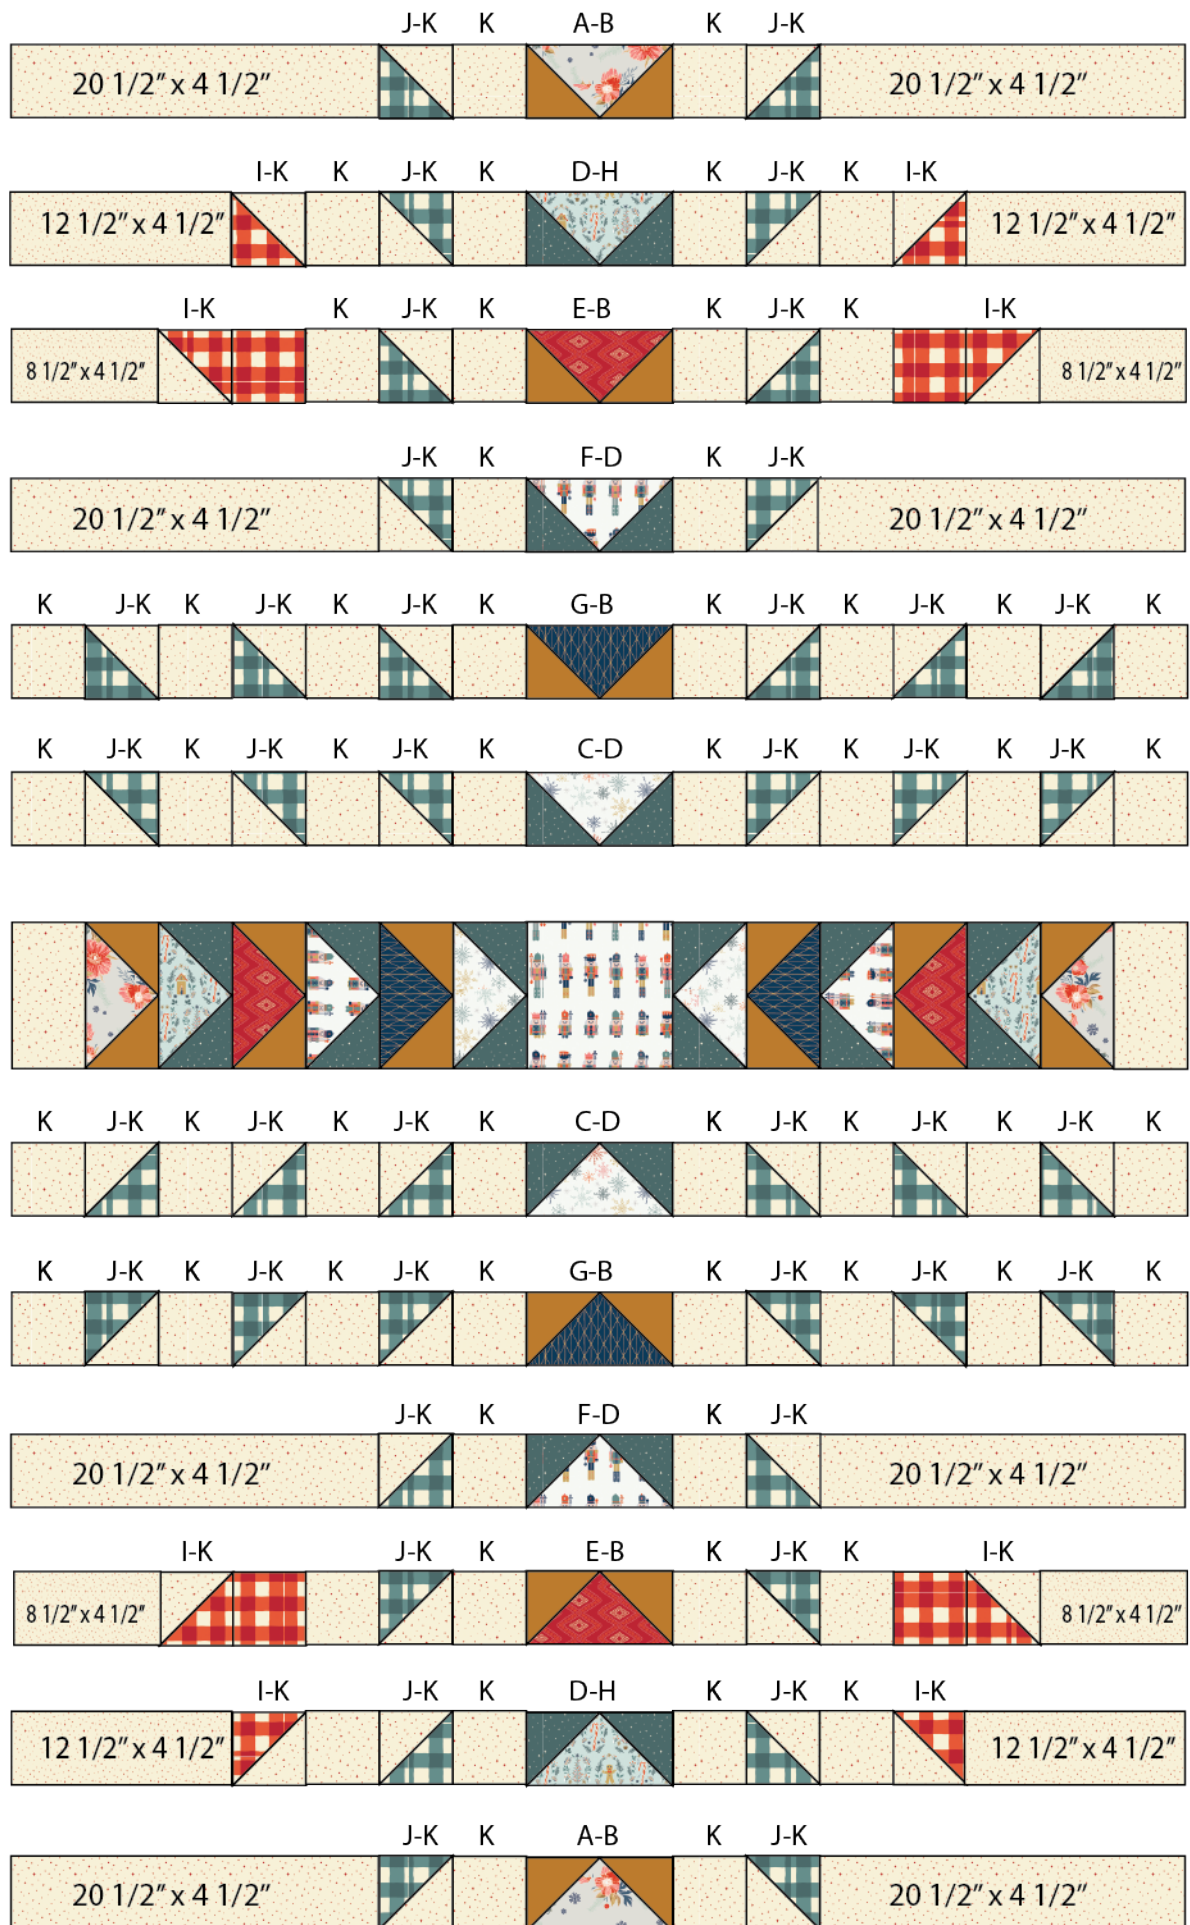 J-K K A-B K J-K
20 1/2" x 4 1/2" 20 1/2" x 4 1/2"
I-K K J-K K D-H K J-K K I-K
12 1/2" x 4 1/2" 12 1/2" x 4 1/2"
I-K K J-K K E-B K J-K K I-K
8 1/2" x 4 1/2" 8 1/2" x 4 1/2"
J-K K F-D K J-K
20 1/2" x 4 1/2" 20 1/2" x 4 1/2"
K J-K K J-K K J-K K G-B K J-K K J-K K J-K K
K J-K K J-K K J-K K C-D K J-K K J-K K J-K K
K J-K K J-K K J-K K C-D K J-K K J-K K J-K K
K J-K K J-K K J-K K G-B K J-K K J-K K J-K K
J-K K F-D K J-K
20 1/2" x 4 1/2" 20 1/2" x 4 1/2"
I-K J-K K E-B K J-K K I-K
8 1/2" x 4 1/2" 8 1/2" x 4 1/2"
I-K J-K K D-H K J-K K I-K
12 1/2" x 4 1/2" 12 1/2" x 4 1/2"
J-K K A-B K J-K
20 1/2" x 4 1/2" 20 1/2" x 4 1/2"